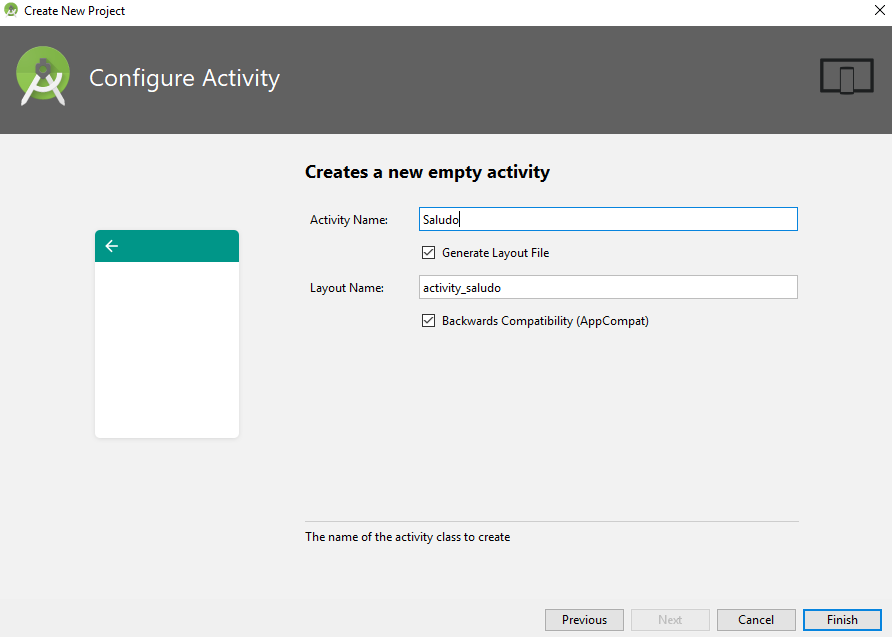 Create New Project
Configure Activity
Creates a new empty activity
Activity Name: Saludo
Generate Layout File
Layout Name: activity_saludo
Backwards Compatibility (AppCompat)
The name of the activity class to create
Previous Next Cancel Finish